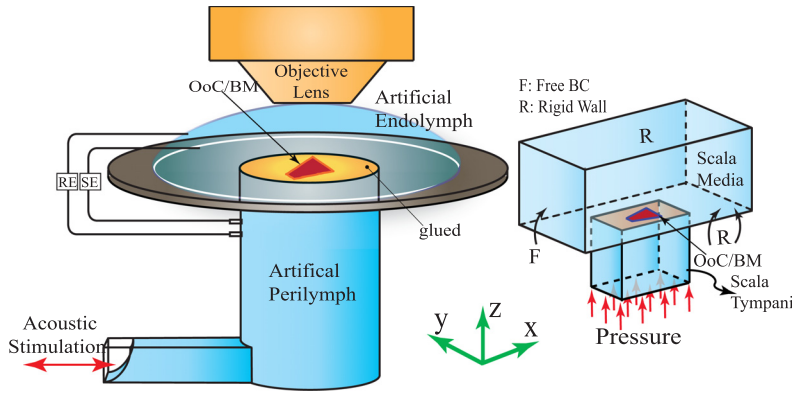 Objective
Lens
OoC/BM
Artificial
Endolymph
RE
SE
glued
Artifical
Perilymph
Acoustic
Stimulation
y
z
x
F: Free BC
R: Rigid Wall
R
Scala
Media
F
R
OoC/BM
Scala
Tympani
Pressure